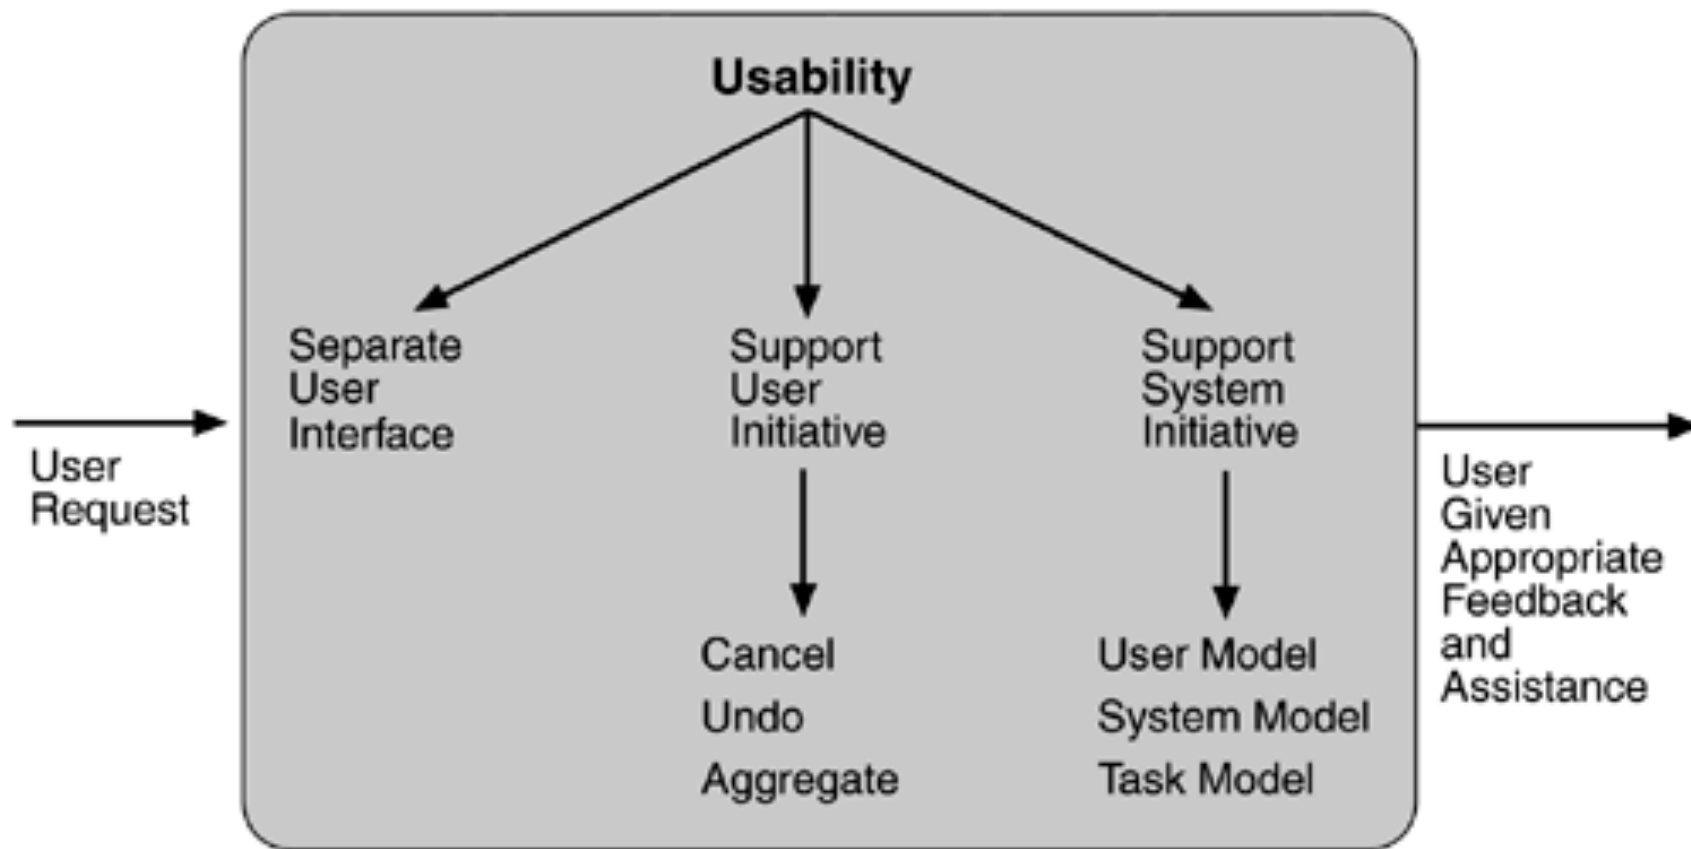 Usability
Separate
User
Interface
Support
User
Initiative
Support
System
Initiative
User
Request
Cancel
Undo
Aggregate
User Model
System Model
Task Model
User
Given
Appropriate
Feedback
and
Assistance